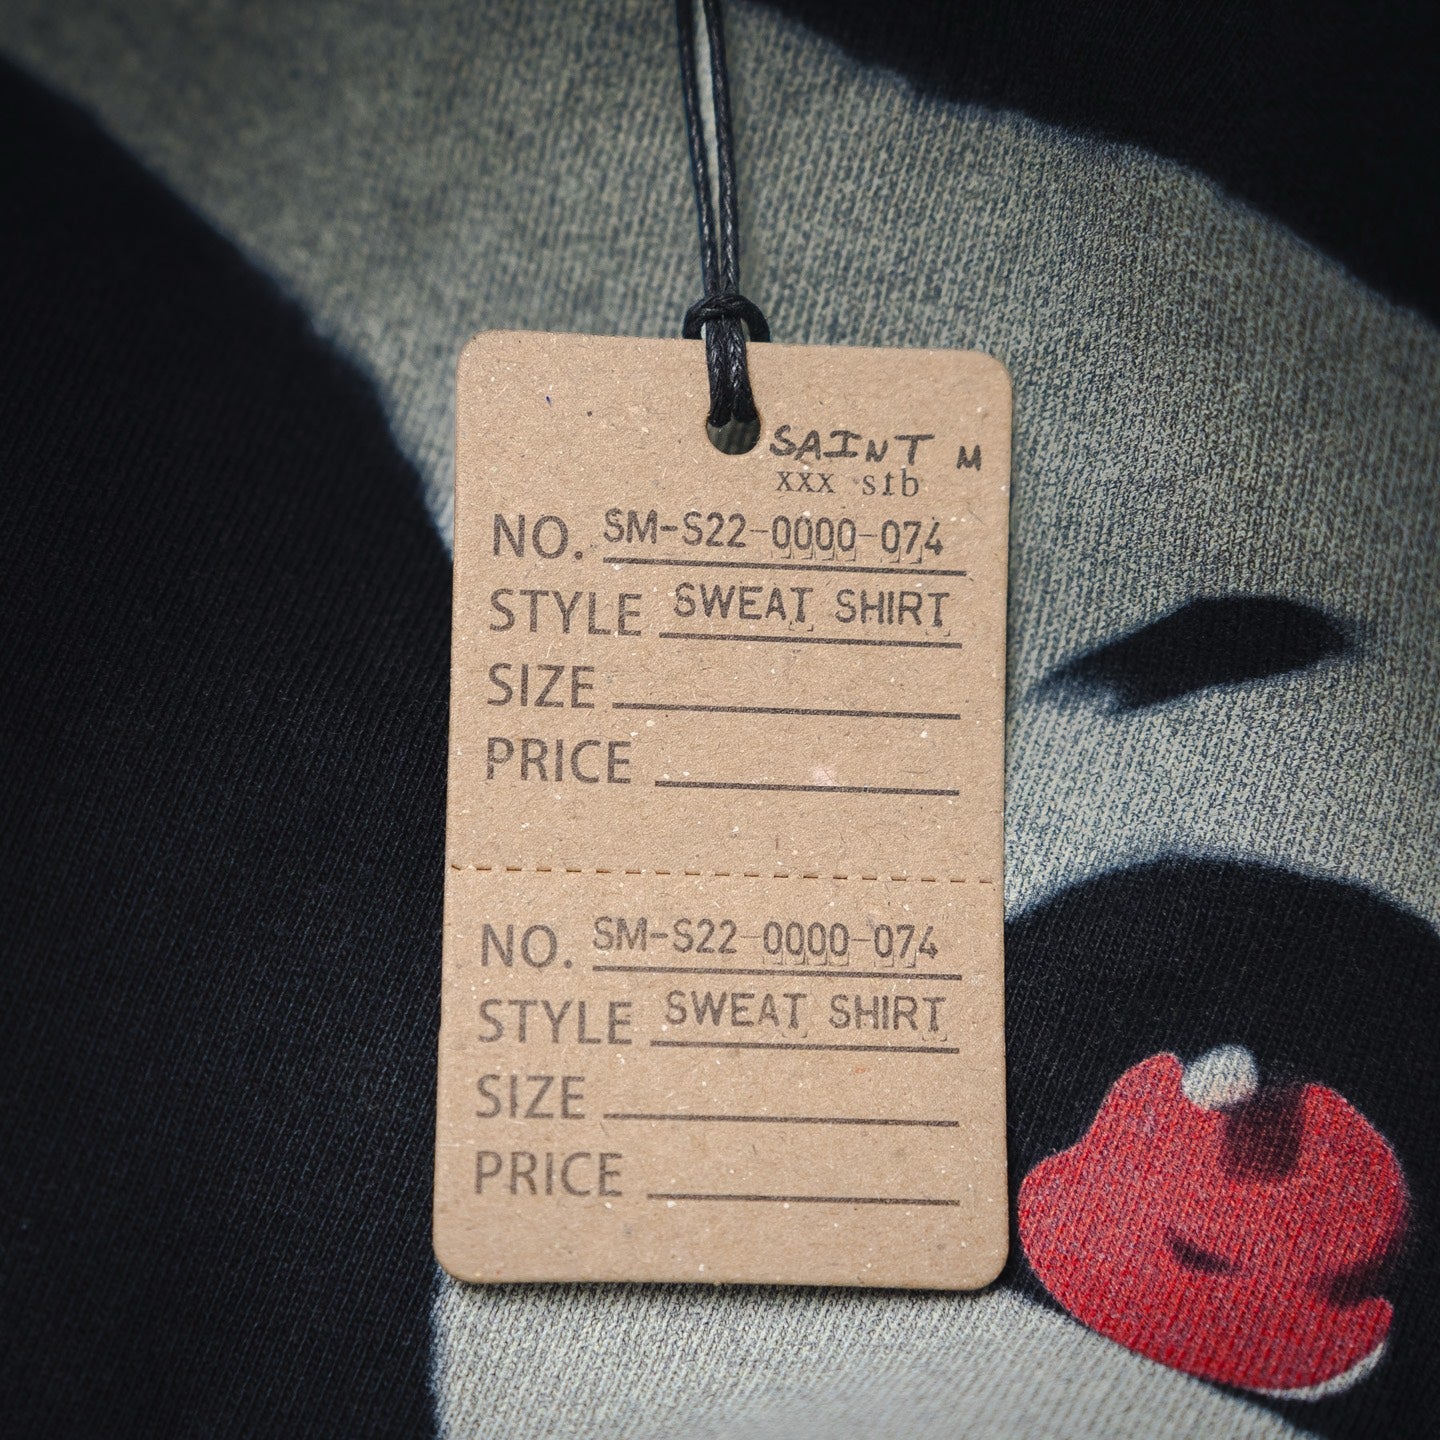 SAINT M
xxx stb
NO. SM-S22-0000-074
STYLE SWEAT SHIRT
SIZE
PRICE
NO. SM-S22-0000-074
STYLE SWEAT SHIRT
SIZE
PRICE